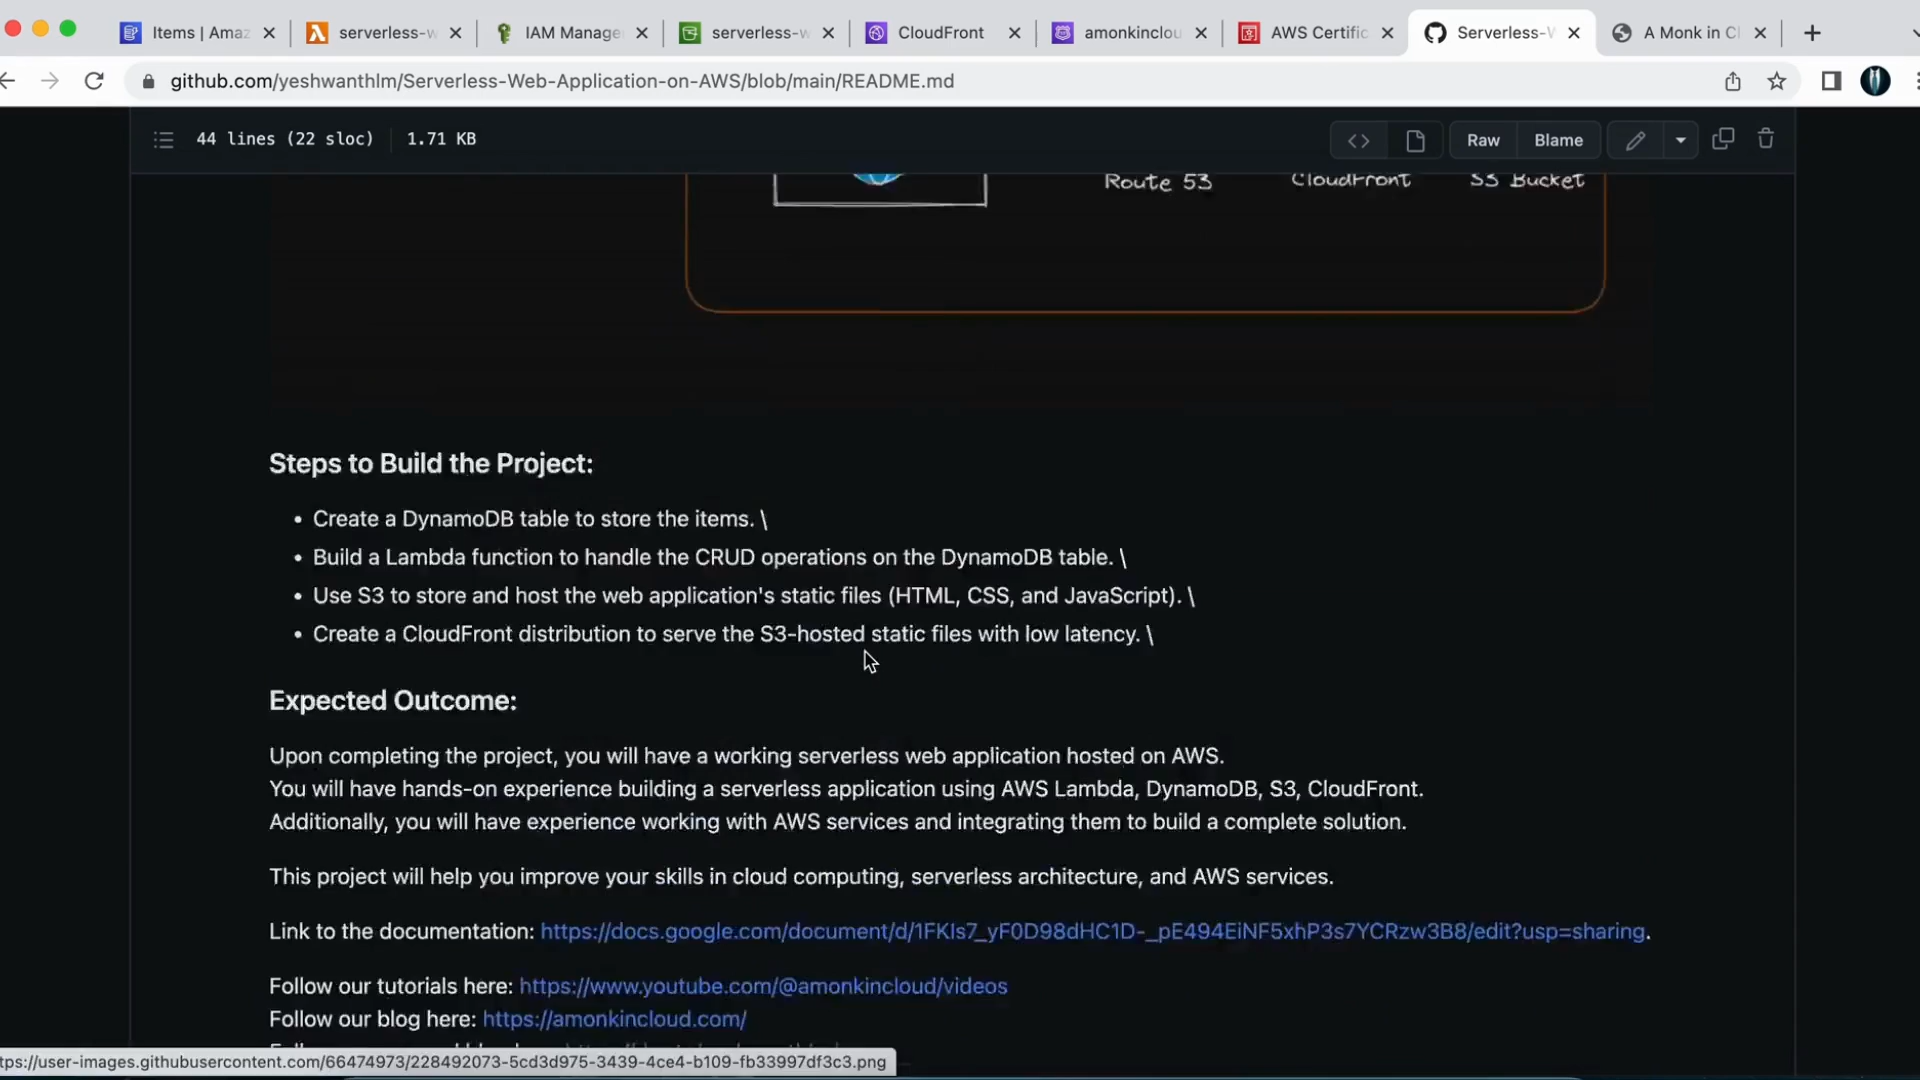 Items | Amaz
serverless-w
IAM Manage
serverless-w
CloudFront
amonkinclou
AWS Certific
Serverless-W
A Monk in Cl
github.com/yeshwanthlm/Serverless-Web-Application-on-AWS/blob/main/README.md
44 lines (22 sloc) 1.71 KB
Raw Blame
Route 53 CloudFront S3 Bucket
Steps to Build the Project:
• Create a DynamoDB table to store the items. \
• Build a Lambda function to handle the CRUD operations on the DynamoDB table. \
• Use S3 to store and host the web application's static files (HTML, CSS, and JavaScript). \
• Create a CloudFront distribution to serve the S3-hosted static files with low latency. \
Expected Outcome:
Upon completing the project, you will have a working serverless web application hosted on AWS.
You will have hands-on experience building a serverless application using AWS Lambda, DynamoDB, S3, CloudFront.
Additionally, you will have experience working with AWS services and integrating them to build a complete solution.
This project will help you improve your skills in cloud computing, serverless architecture, and AWS services.
Link to the documentation: https://docs.google.com/document/d/1FKIs7_yF0D98dHC1D-_pE494EiNF5xhP3s7YCRzw3B8/edit?usp=sharing.
Follow our tutorials here: https://www.youtube.com/@amonkincloud/videos
Follow our blog here: https://amonkincloud.com/
tps://user-images.githubusercontent.com/66474973/228492073-5cd3d975-3439-4ce4-b109-fb33997df3c3.png